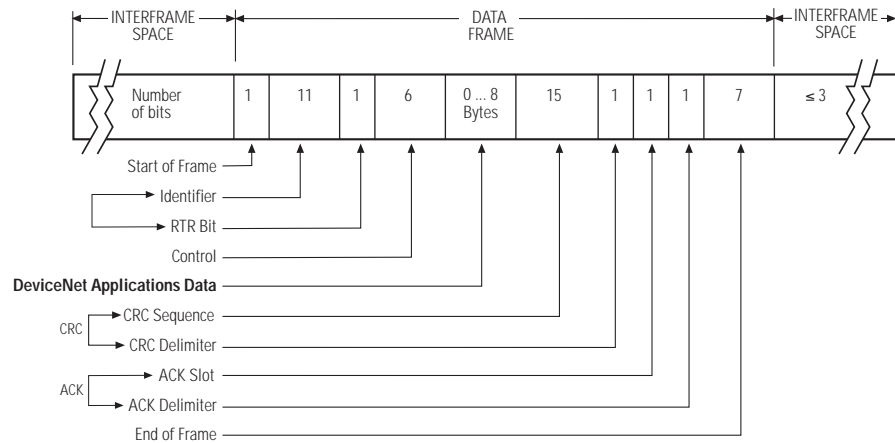 INTERFRAME
SPACE
DATA
FRAME
INTERFRAME
SPACE
Number
of bits
1
11
1
6
0 ... 8
Bytes
15
1
1
1
7
≤ 3
Start of Frame
Identifier
RTR Bit
Control
DeviceNet Applications Data
CRC
CRC Sequence
CRC Delimiter
ACK
ACK Slot
ACK Delimiter
End of Frame